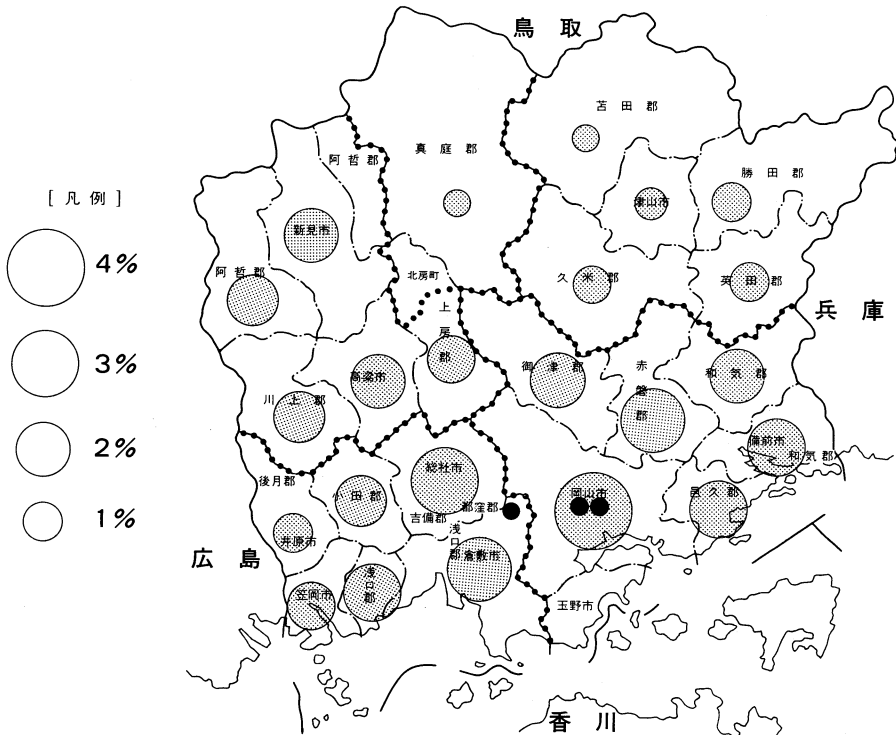 鳥取
苫田郡
真庭郡
阿哲郡
勝田郡
[凡例]
津山市
新見市
4%
阿哲郡
北房町
久米郡
英田郡
兵庫
上房郡
3%
御津郡
赤磐郡
和気郡
高梁市
川上郡
2%
備前市
和気郡
総社市
後月郡
小田郡
岡山市
邑久郡
都窪郡
吉備郡
1%
井原市
浅口郡
倉敷市
広島
浅口郡
笠岡市
玉野市
香川